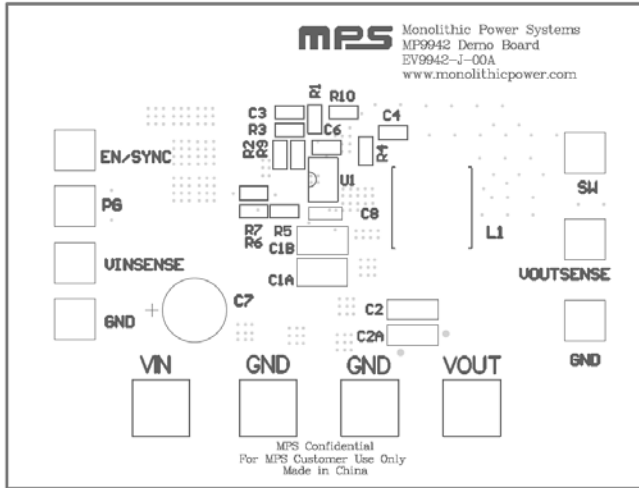 mps
Monolithic Power Systems
MP9942 Demo Board
EV9942-J-00A
www.monolithicpower.com
R1
R10
C3
R3
C4
C6
R2
R9
R4
U1
EN/SYNC
SW
PG
C8
R7
R5
R6
C1B
L1
VINSENSE
C1A
VOUTSENSE
C7
C2
GND
C2A
GND
VIN
GND
GND
VOUT
MPS Confidential
For MPS Customer Use Only
Made in China